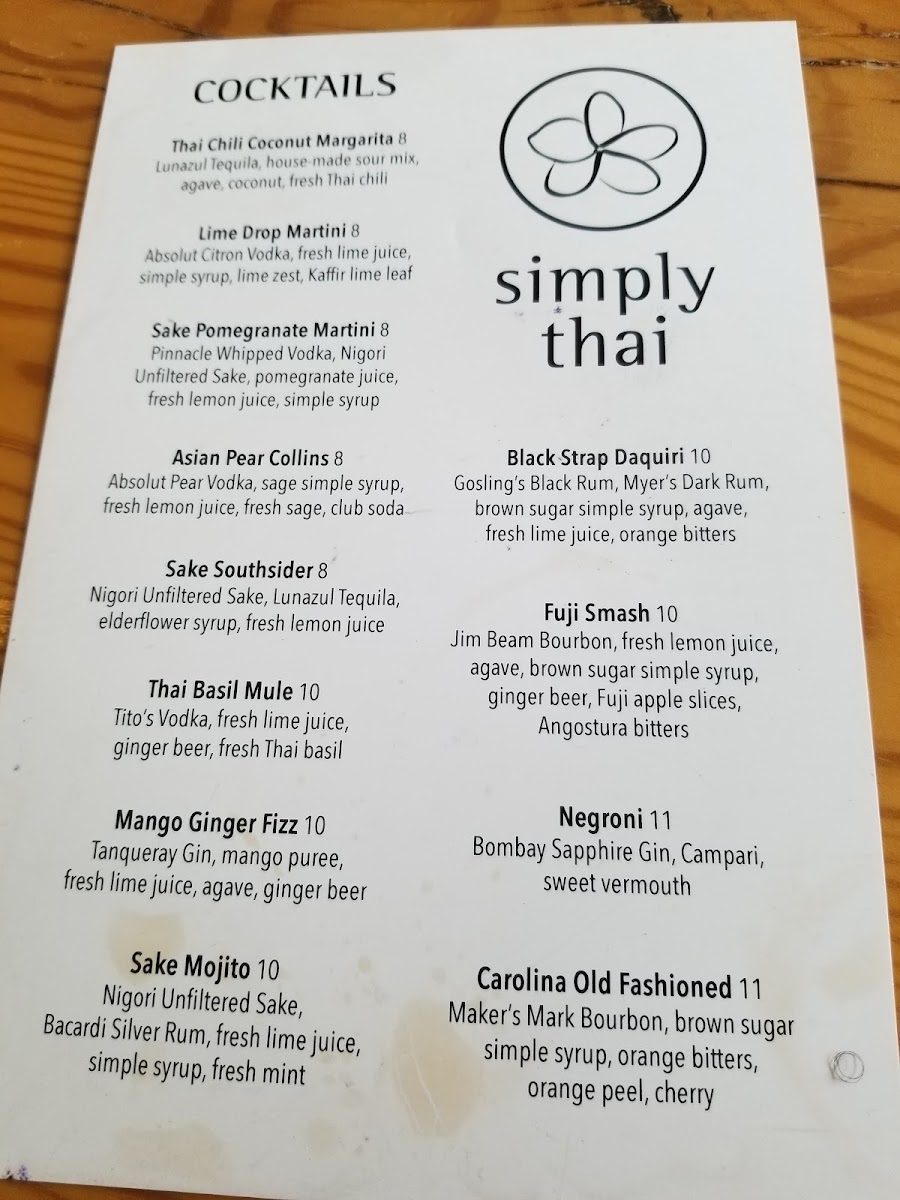 COCKTAILS
Thai Chili Coconut Margarita 8
Lunazul Tequila, house-made sour mix,
agave, coconut, fresh Thai chili
Lime Drop Martini 8
Absolut Citron Vodka, fresh lime juice,
simple syrup, lime zest, Kaffir lime leaf
Sake Pomegranate Martini 8
Pinnacle Whipped Vodka, Nigori
Unfiltered Sake, pomegranate juice,
fresh lemon juice, simple syrup
Asian Pear Collins 8
Absolut Pear Vodka, sage simple syrup,
fresh lemon juice, fresh sage, club soda
Sake Southsider 8
Nigori Unfiltered Sake, Lunazul Tequila,
elderflower syrup, fresh lemon juice
Thai Basil Mule 10
Tito's Vodka, fresh lime juice,
ginger beer, fresh Thai basil
Mango Ginger Fizz 10
Tanqueray Gin, mango puree,
fresh lime juice, agave, ginger beer
Sake Mojito 10
Nigori Unfiltered Sake,
Bacardi Silver Rum, fresh lime juice,
simple syrup, fresh mint
simply
thai
Black Strap Daquiri 10
Gosling's Black Rum, Myer's Dark Rum,
brown sugar simple syrup, agave,
fresh lime juice, orange bitters
Fuji Smash 10
Jim Beam Bourbon, fresh lemon juice,
agave, brown sugar simple syrup,
ginger beer, Fuji apple slices,
Angostura bitters
Negroni 11
Bombay Sapphire Gin, Campari,
sweet vermouth
Carolina Old Fashioned 11
Maker's Mark Bourbon, brown sugar
simple syrup, orange bitters,
orange peel, cherry